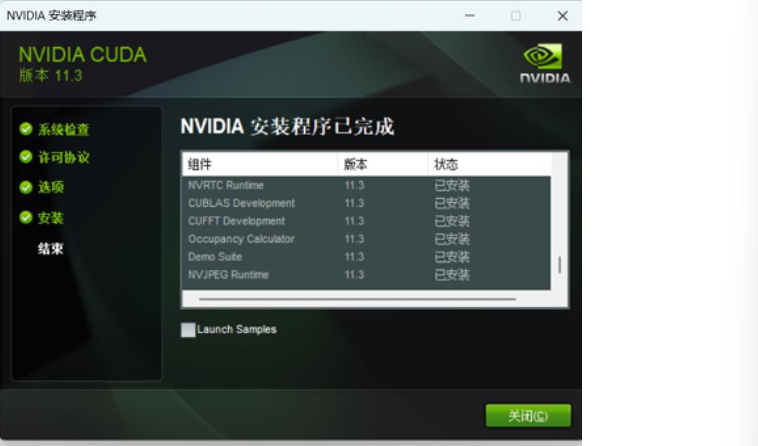 NVIDIA 安装程序
NVIDIA CUDA
版本 11.3
NVIDIA.
系统检查
许可协议
选项
安装
结束
NVIDIA 安装程序已完成
组件 版本 状态
NVRTC Runtime 11.3 已安装
CUBLAS Development 11.3 已安装
CUFFT Development 11.3 已安装
Occupancy Calculator 11.3 已安装
Demo Suite 11.3 已安装
NVJPEG Runtime 11.3 已安装
Launch Samples
关闭(C)